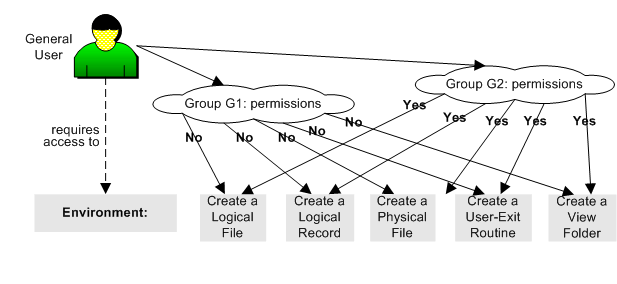 General
User
Group G1: permissions
Group G2: permissions
No
No
No
No
No
Yes
Yes
Yes
Yes
Yes
requires
access to
Environment:
Create a
Logical
File
Create a
Logical
Record
Create a
Physical
File
Create a
User-Exit
Routine
Create a
View
Folder